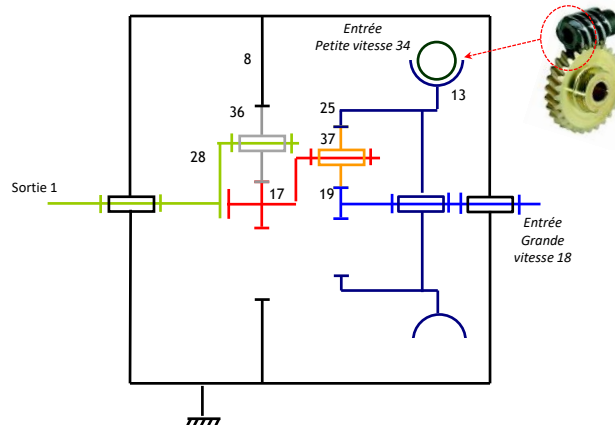 Entrée
Petite vitesse 34
8
13
36
25
37
28
17
19
Sortie 1
Entrée
Grande
vitesse 18